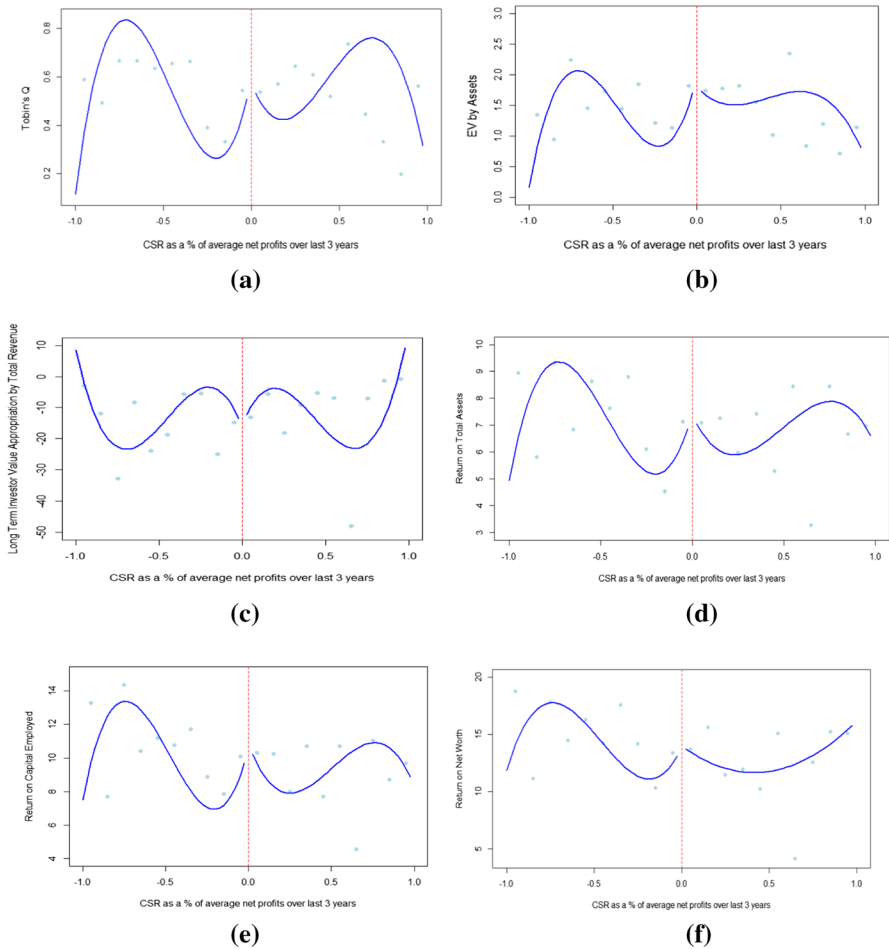 Tobin's Q
0.2 0.4 0.6 0.8
-1.0 -0.5 0.0 0.5 1.0
CSR as a % of average net profits over last 3 years
(a)
EV by Assets
0.0 0.5 1.0 1.5 2.0 2.5 3.0
-1.0 -0.5 0.0 0.5 1.0
CSR as a % of average net profits over last 3 years
(b)
Long Term Investor Value Appropriation by Total Revenue
-50 -40 -30 -20 -10 0 10
-1.0 -0.5 0.0 0.5 1.0
CSR as a % of average net profits over last 3 years
(c)
Return on Total Assets
3 4 5 6 7 8 9 10
-1.0 -0.5 0.0 0.5 1.0
CSR as a % of average net profits over last 3 years
(d)
Return on Capital Employed
4 6 8 10 12 14
-1.0 -0.5 0.0 0.5 1.0
CSR as a % of average net profits over last 3 years
(e)
Return on Net Worth
5 10 15 20
-1.0 -0.5 0.0 0.5 1.0
CSR as a % of average net profits over last 3 years
(f)